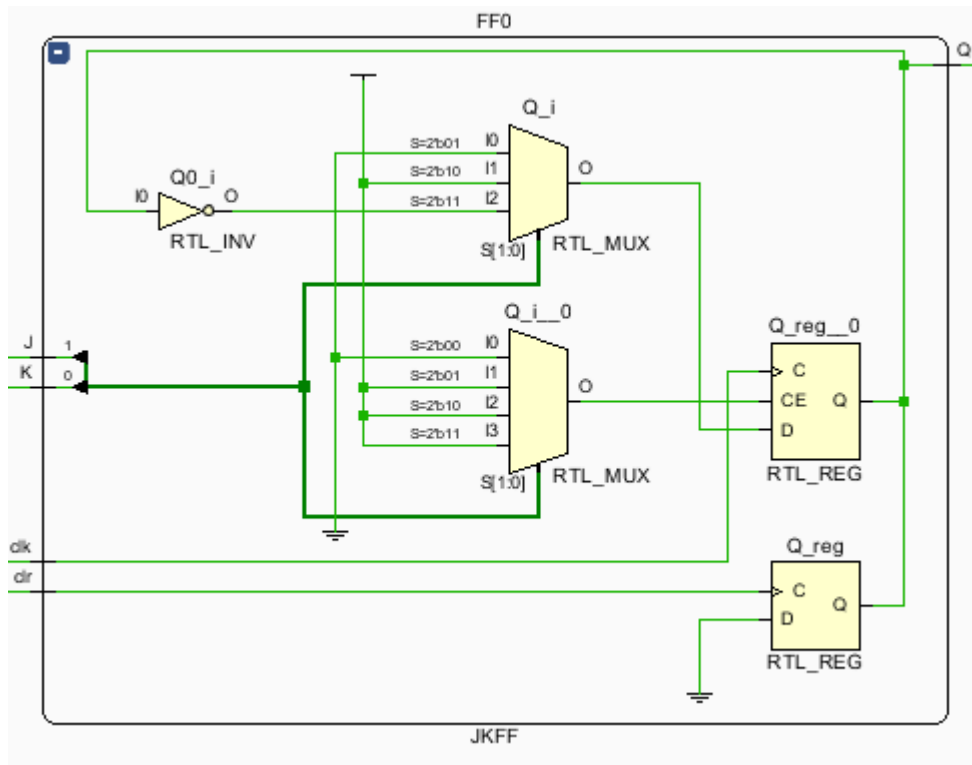 FF0
Q
Q_i
S=2'b01 I0
S=2'b10 I1
S=2'b11 I2
O
S[1:0] RTL_MUX
Q0_i
I0 O
RTL_INV
Q_i__0
S=2'b00 I0
S=2'b01 I1
S=2'b10 I2
S=2'b11 I3
O
S[1:0] RTL_MUX
J 1
K 0
Q_reg__0
C
CE Q
D
RTL_REG
clk
clr
Q_reg
C
Q
D
RTL_REG
JKFF